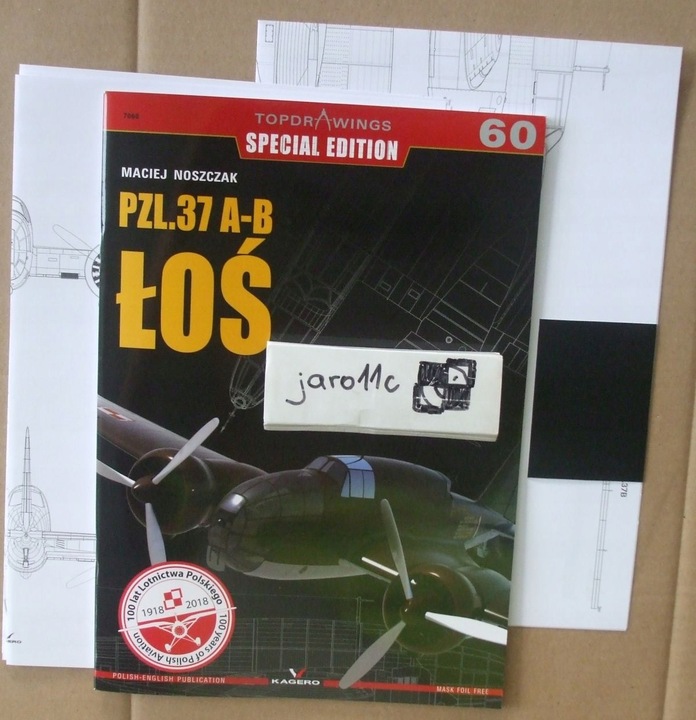 7060
TOPDRAWINGS
SPECIAL EDITION
60
MACIEJ NOSZCZAK
PZL.37 A-B
ŁOŚ
jaro11c
37B
100 lat Lotnictwa Polskiego
1918 2018
100 years of Polish Aviation
POLISH-ENGLISH PUBLICATION
KAGERO
MASK FOIL FREE